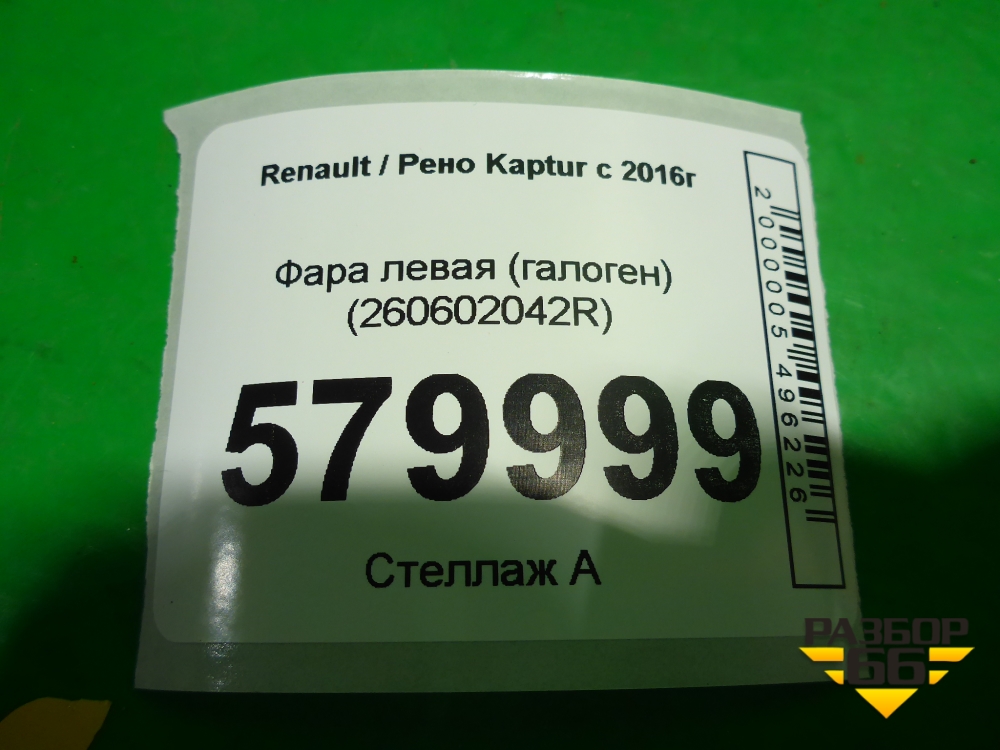 Renault / Рено Kaptur с 2016г
Фара левая (галоген)
(260602042R)
579999
Стеллаж А
2000005496226
РАЗБОР
66